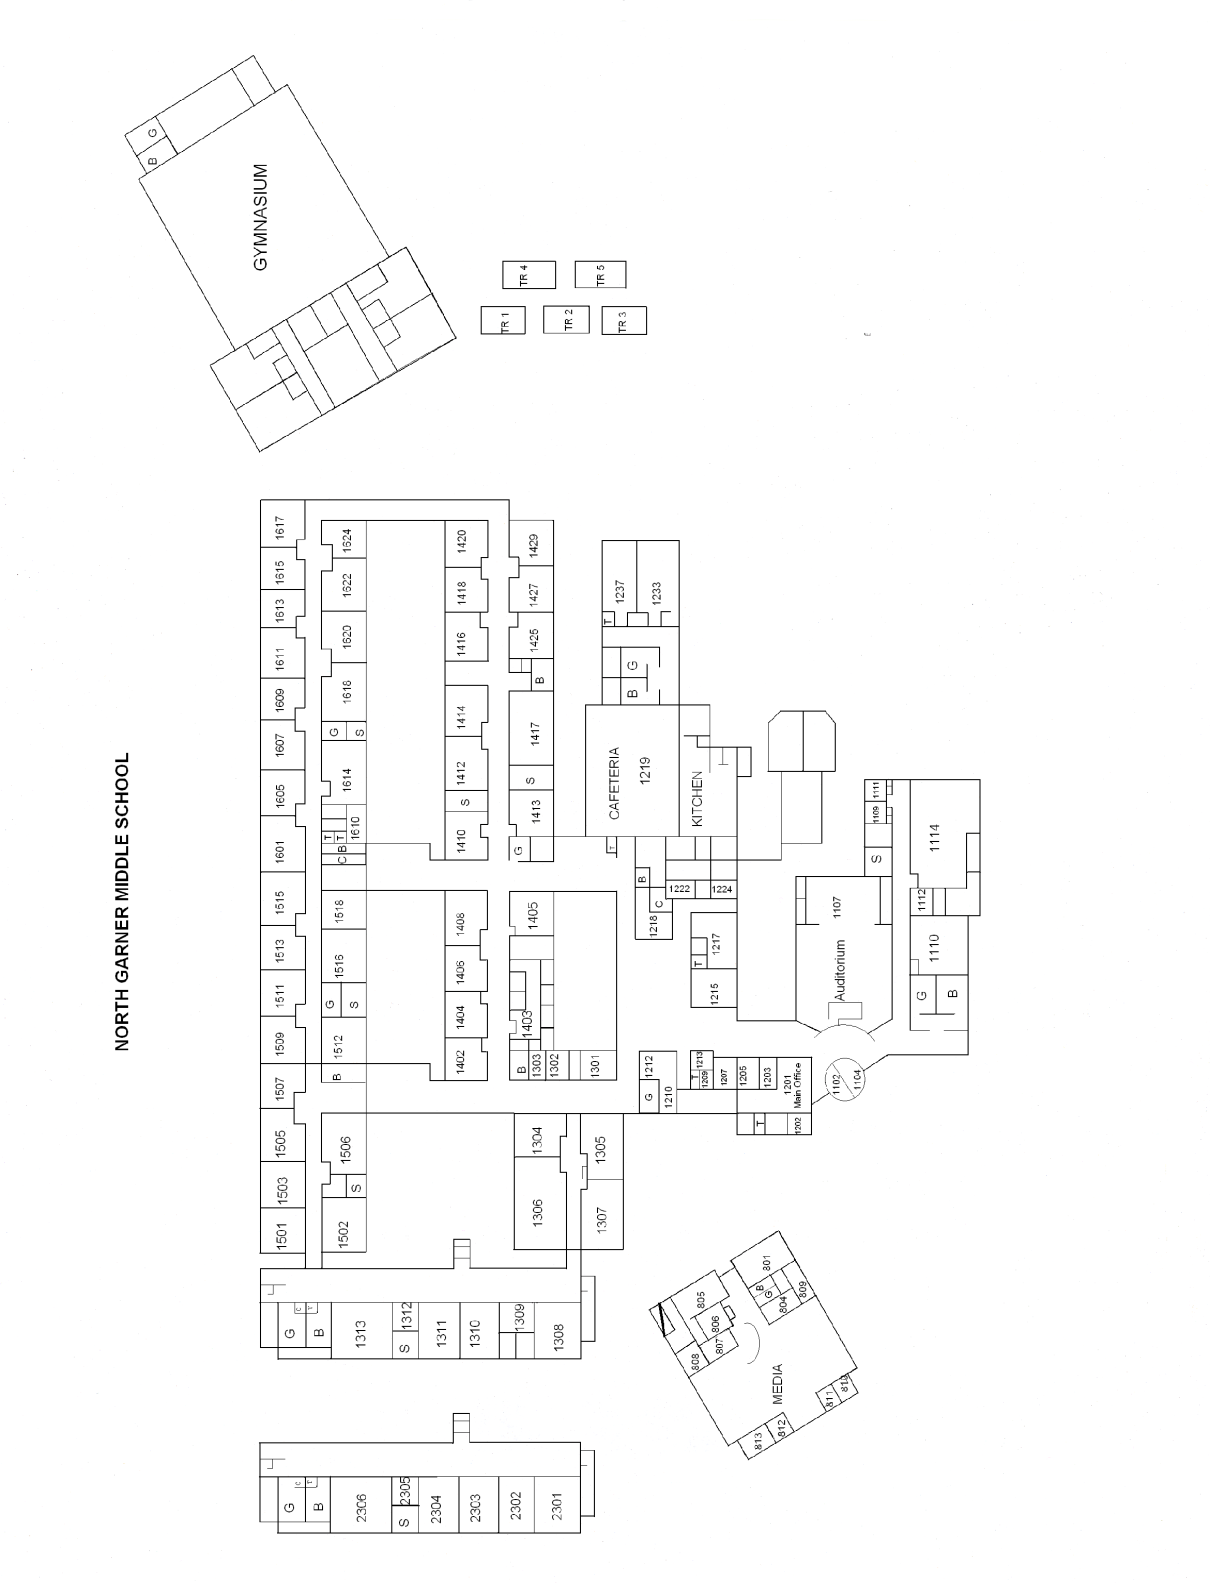 NORTH GARNER MIDDLE SCHOOL
G
B
GYMNASIUM
TR 4
TR 5
TR 1
TR 2
TR 3
1617
1615
1613
1611
1609
1607
1605
1601
1515
1513
1511
1509
1507
1505
1503
1501
1624
1622
1620
1618
G
S
1614
T
T
1610
B
C
1518
1516
G
S
1512
B
1506
S
1502
1420
1418
1416
1414
1412
S
1410
1408
1406
1404
1402
1429
1427
1425
B
1417
S
1413
G
1405
1403
B
1303
1302
1301
1304
1306
1305
1307
1237
1233
T
G
B
CAFETERIA
1219
KITCHEN
T
B
C
1218
1222
1224
1217
T
1215
1212
G
1210
1213
T
1209
1207
1205
1203
1201
Main Office
T
1202
1102
1104
Auditorium
1107
1111
1109
S
1114
1112
1110
G
B
G
B
C
T
1313
1312
S
1311
1310
1309
1308
G
B
C
T
2306
2305
S
2304
2303
2302
2301
MEDIA
801
B
G
804
809
805
806
807
808
810
811
812
813